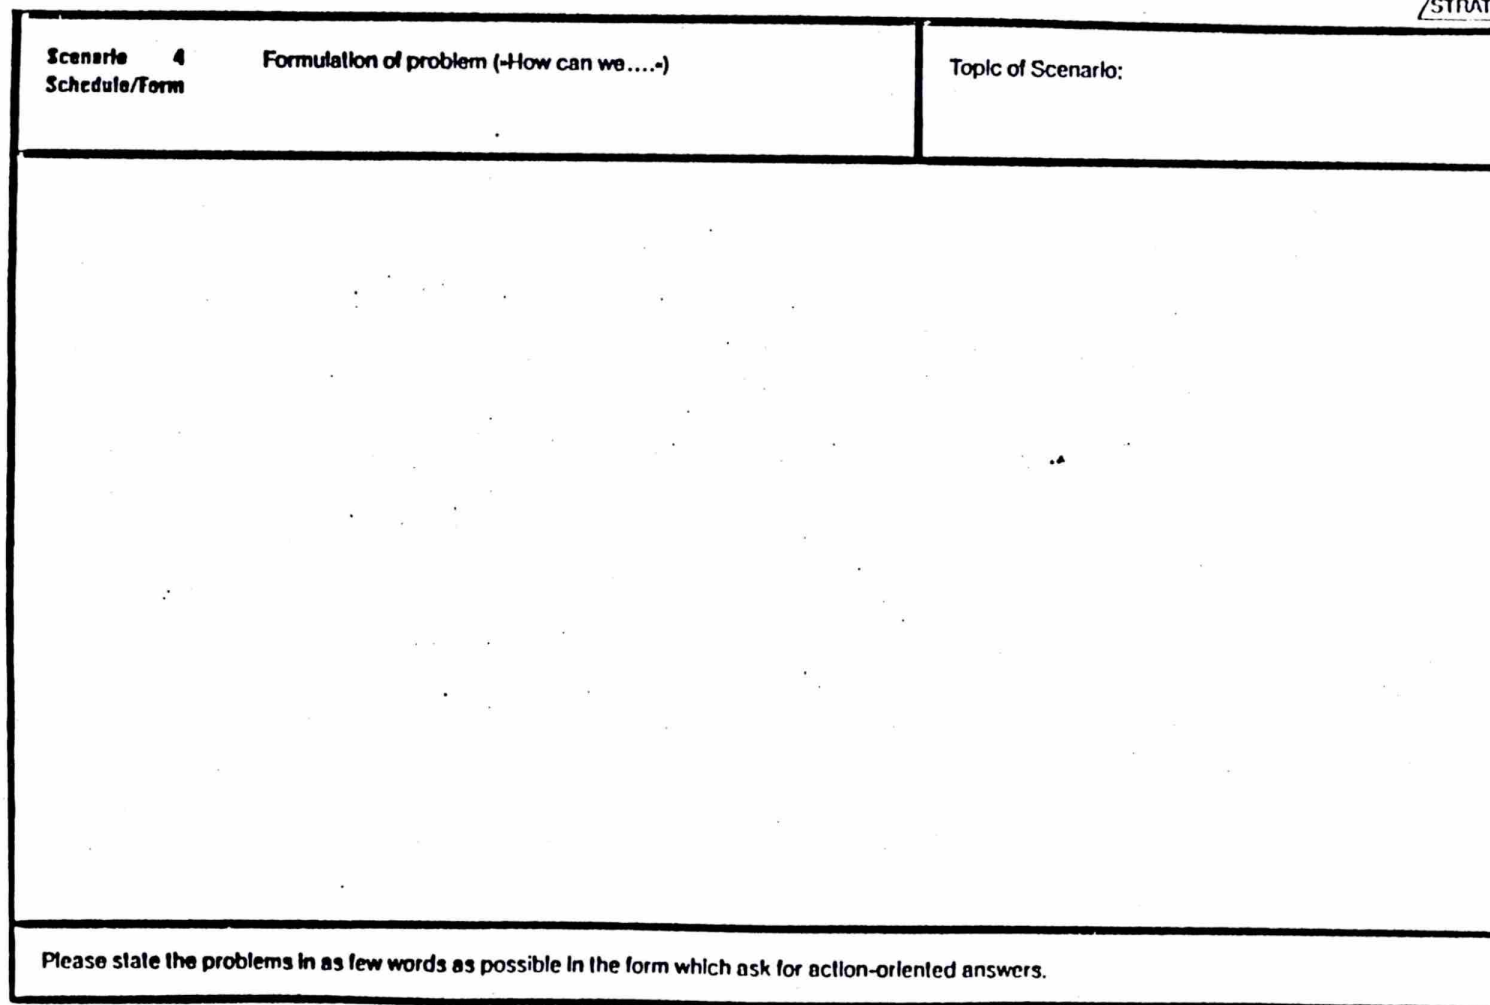 Scenario 4
Schedule/Form
Formulation of problem (-How can we....-)
Topic of Scenario:
Please state the problems in as few words as possible in the form which ask for action-oriented answers.